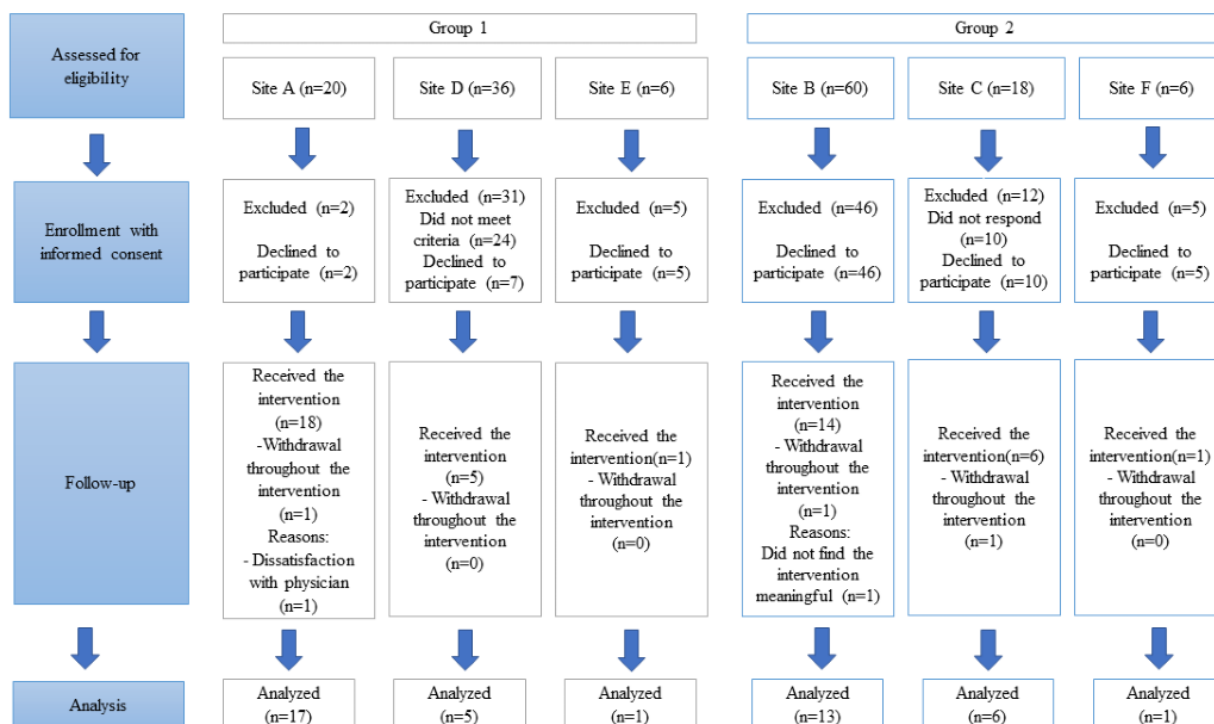 Assessed for
eligibility
Group 1
Group 2
Site A (n=20)
Site D (n=36)
Site E (n=6)
Site B (n=60)
Site C (n=18)
Site F (n=6)
Enrollment with
informed consent
Excluded (n=2)
Declined to
participate (n=2)
Excluded (n=31)
Did not meet
criteria (n=24)
Declined to
participate (n=7)
Excluded (n=5)
Declined to
participate (n=5)
Excluded (n=46)
Declined to
participate (n=46)
Excluded (n=12)
Did not respond
(n=10)
Declined to
participate (n=10)
Excluded (n=5)
Declined to
participate (n=5)
Follow-up
Received the
intervention
(n=18)
-Withdrawal
throughout the
intervention
(n=1)
Reasons:
- Dissatisfaction
with physician
(n=1)
Received the
intervention
(n=5)
- Withdrawal
throughout the
intervention
(n=0)
Received the
intervention(n=1)
- Withdrawal
throughout the
intervention
(n=0)
Received the
intervention
(n=14)
- Withdrawal
throughout the
intervention
(n=1)
Reasons:
Did not find the
intervention
meaningful (n=1)
Received the
intervention(n=6)
- Withdrawal
throughout the
intervention
(n=1)
Received the
intervention(n=1)
- Withdrawal
throughout the
intervention
(n=0)
Analysis
Analyzed
(n=17)
Analyzed
(n=5)
Analyzed
(n=1)
Analyzed
(n=13)
Analyzed
(n=6)
Analyzed
(n=1)